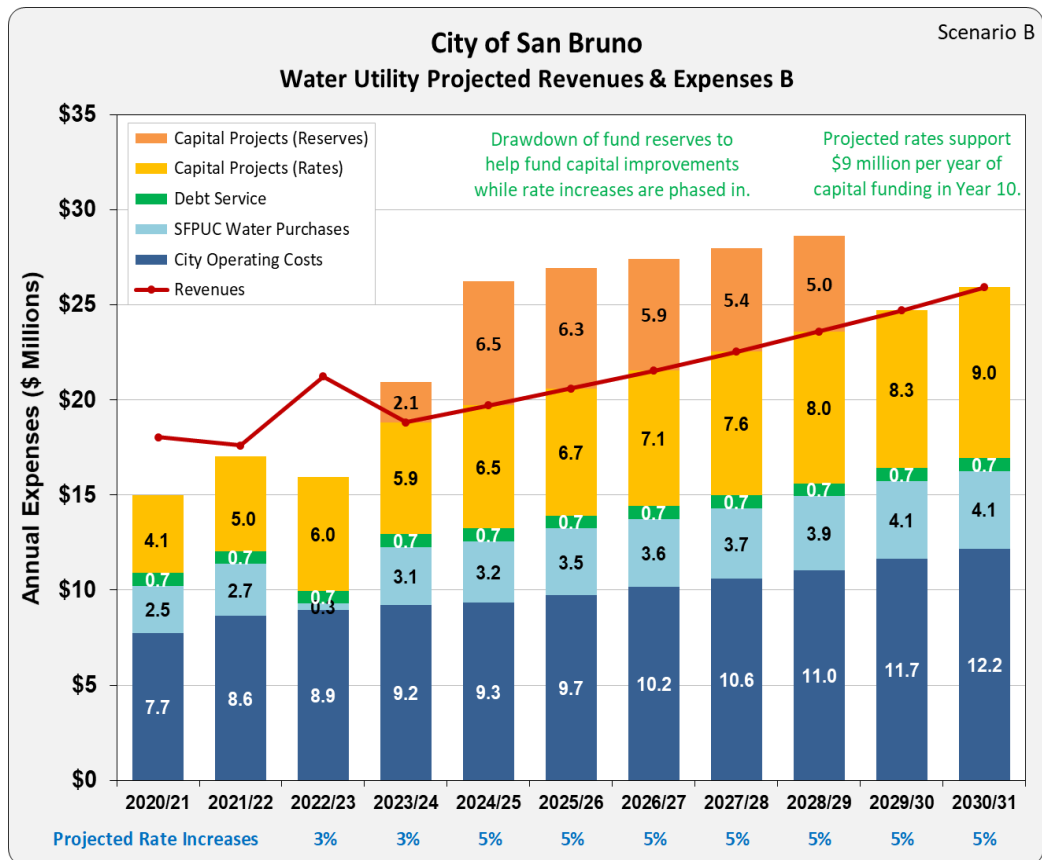 Scenario B
City of San Bruno
Water Utility Projected Revenues & Expenses B
Annual Expenses ($ Millions)
$35
$30
$25
$20
$15
$10
$5
$0
Capital Projects (Reserves)
Capital Projects (Rates)
Debt Service
SFPUC Water Purchases
City Operating Costs
Revenues
Drawdown of fund reserves to
help fund capital improvements
while rate increases are phased in.
Projected rates support
$9 million per year of
capital funding in Year 10.
2.1 6.5 6.3 5.9 5.4 5.0
4.1 5.0 6.0 5.9 6.5 6.7 7.1 7.6 8.0 8.3 9.0
0.7 0.7 0.7 0.7 0.7 0.7 0.7 0.7 0.7 0.7 0.7
2.5 2.7 0.3 3.1 3.2 3.5 3.6 3.7 3.9 4.1 4.1
7.7 8.6 8.9 9.2 9.3 9.7 10.2 10.6 11.0 11.7 12.2
2020/21 2021/22 2022/23 2023/24 2024/25 2025/26 2026/27 2027/28 2028/29 2029/30 2030/31
Projected Rate Increases 3% 3% 5% 5% 5% 5% 5% 5% 5%